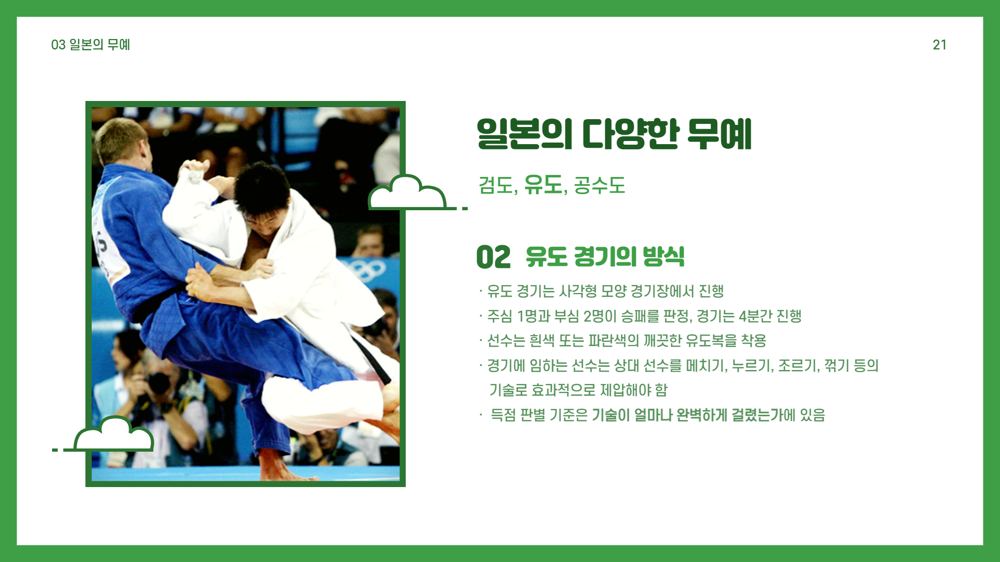 03 일본의 무예
21
일본의 다양한 무예
검도, 유도, 공수도
02 유도 경기의 방식
· 유도 경기는 사각형 모양 경기장에서 진행
· 주심 1명과 부심 2명이 승패를 판정, 경기는 4분간 진행
· 선수는 흰색 또는 파란색의 깨끗한 유도복을 착용
· 경기에 임하는 선수는 상대 선수를 메치기, 누르기, 조르기, 꺾기 등의
기술로 효과적으로 제압해야 함
· 득점 판별 기준은 기술이 얼마나 완벽하게 걸렸는가에 있음